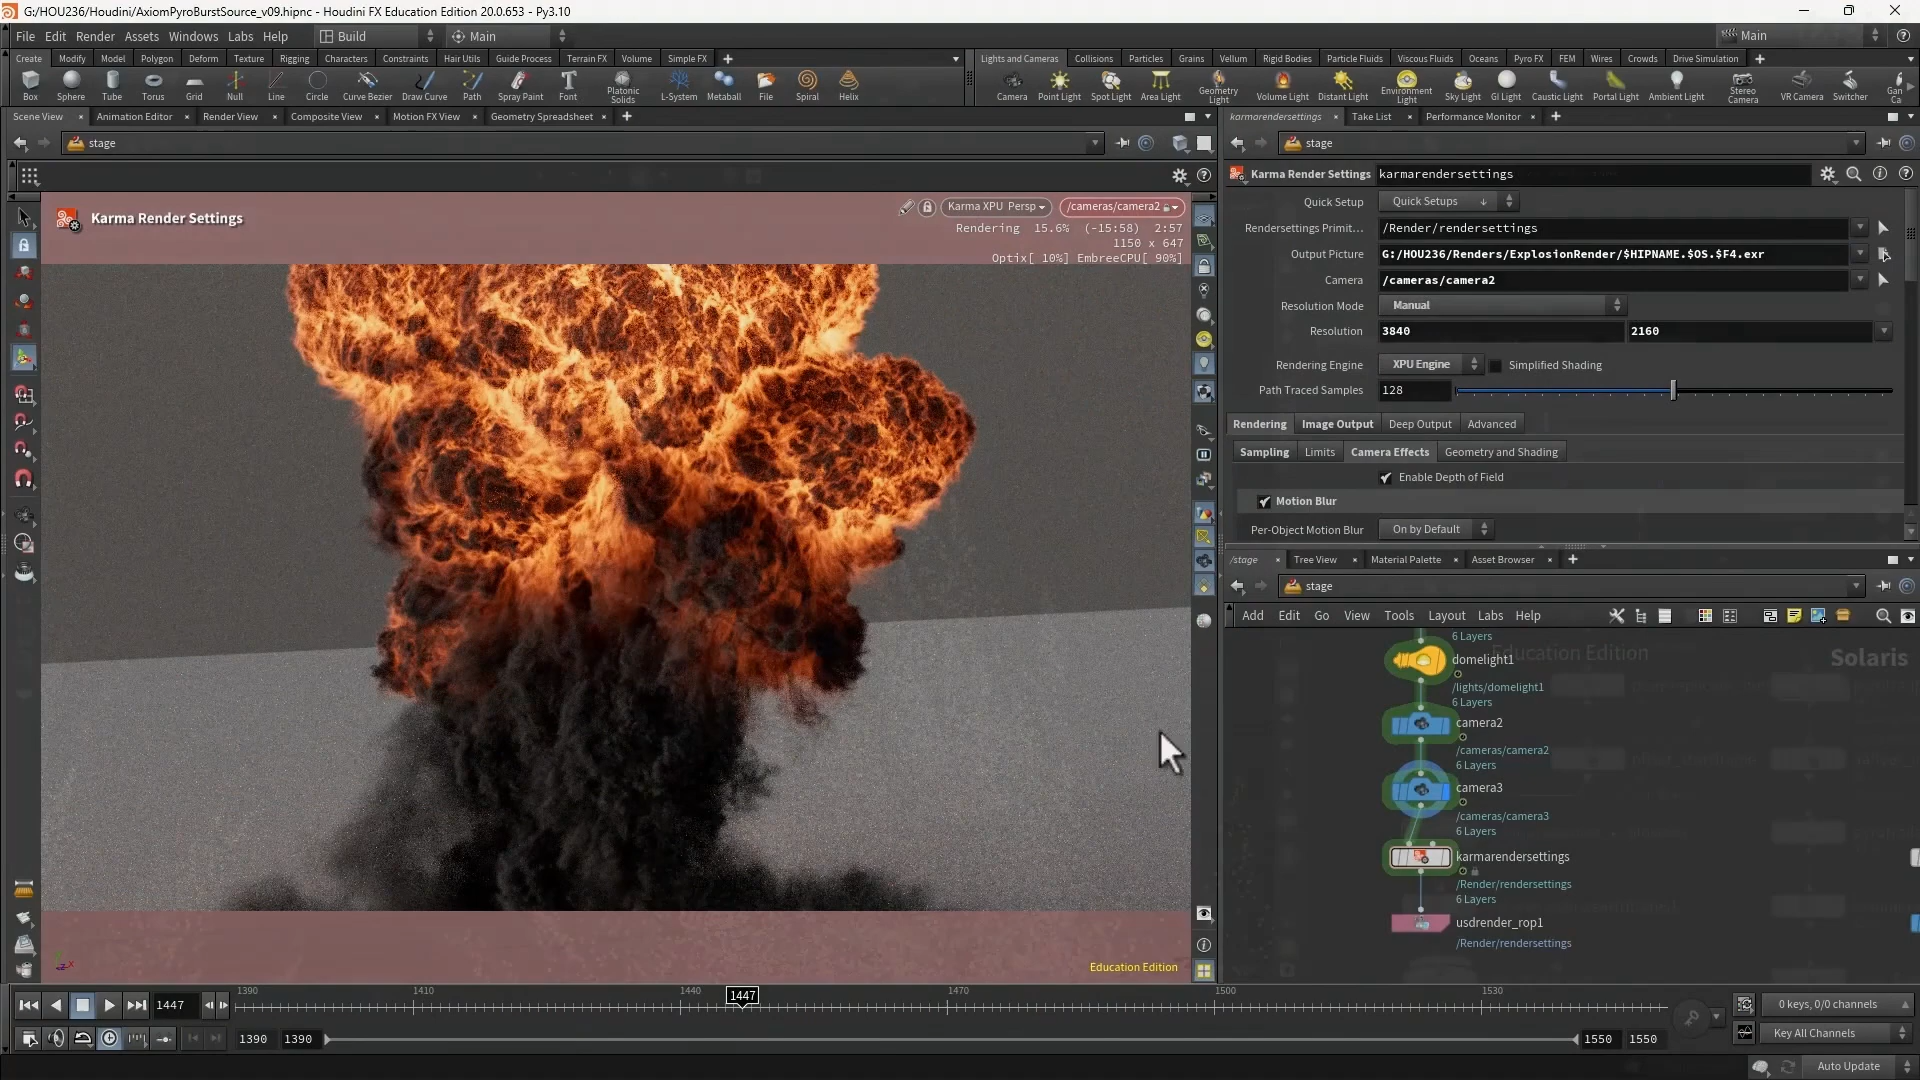 G:/HOU236/Houdini/AxiomPyroBurstSource_v09.hipnc - Houdini FX Education Edition 20.0.653 - Py3.10
File Edit Render Assets Windows Labs Help Build Main Main
Create Modify Model Polygon Deform Texture Rigging Characters Constraints Hair Utils Guide Process Terrain FX Volume Simple FX
Lights and Cameras Collisions Particles Grains Vellum Rigid Bodies Particle Fluids Viscous Fluids Oceans Pyro FX FEM Wires Crowds Drive Simulation
Box Sphere Tube Torus Grid Null Line Circle Curve Bezier Draw Curve Path Spray Paint Font Platonic Solids L-System Metaball File Spiral Helix
Camera Point Light Spot Light Area Light Geometry Light Volume Light Distant Light Environment Light Sky Light GI Light Caustic Light Portal Light Ambient Light Stereo Camera VR Camera Switcher
Scene View Animation Editor Render View Composite View Motion FX View Geometry Spreadsheet
karmarendersettings Take List Performance Monitor
stage
stage
Karma Render Settings karmarendersettings
Quick Setup Quick Setups
Karma Render Settings
Karma XPU Persp /cameras/camera2
Rendering 15.6% (-15:58) 2:57
1150 x 647
Optix[ 10%] EmbreeCPU[ 90%]
Rendersettings Primit... /Render/rendersettings
Output Picture G:/HOU236/Renders/ExplosionRender/$HIPNAME.$OS.$F4.exr
Camera /cameras/camera2
Resolution Mode Manual
Resolution 3840 2160
Rendering Engine XPU Engine Simplified Shading
Path Traced Samples 128
Rendering Image Output Deep Output Advanced
Sampling Limits Camera Effects Geometry and Shading
Enable Depth of Field
Motion Blur
Per-Object Motion Blur On by Default
/stage Tree View Material Palette Asset Browser
stage
Add Edit Go View Tools Layout Labs Help
Education Edition
Solaris
6 Layers
domelight1
/lights/domelight1
6 Layers
camera2
/cameras/camera2
6 Layers
camera3
/cameras/camera3
6 Layers
karmarendersettings
/Render/rendersettings
6 Layers
usdrender_rop1
/Render/rendersettings
Education Edition
1447
1390 1410 1440 1447 1470 1500 1530
0 keys, 0/0 channels
1390 1390 1550 1550
Key All Channels
Auto Update